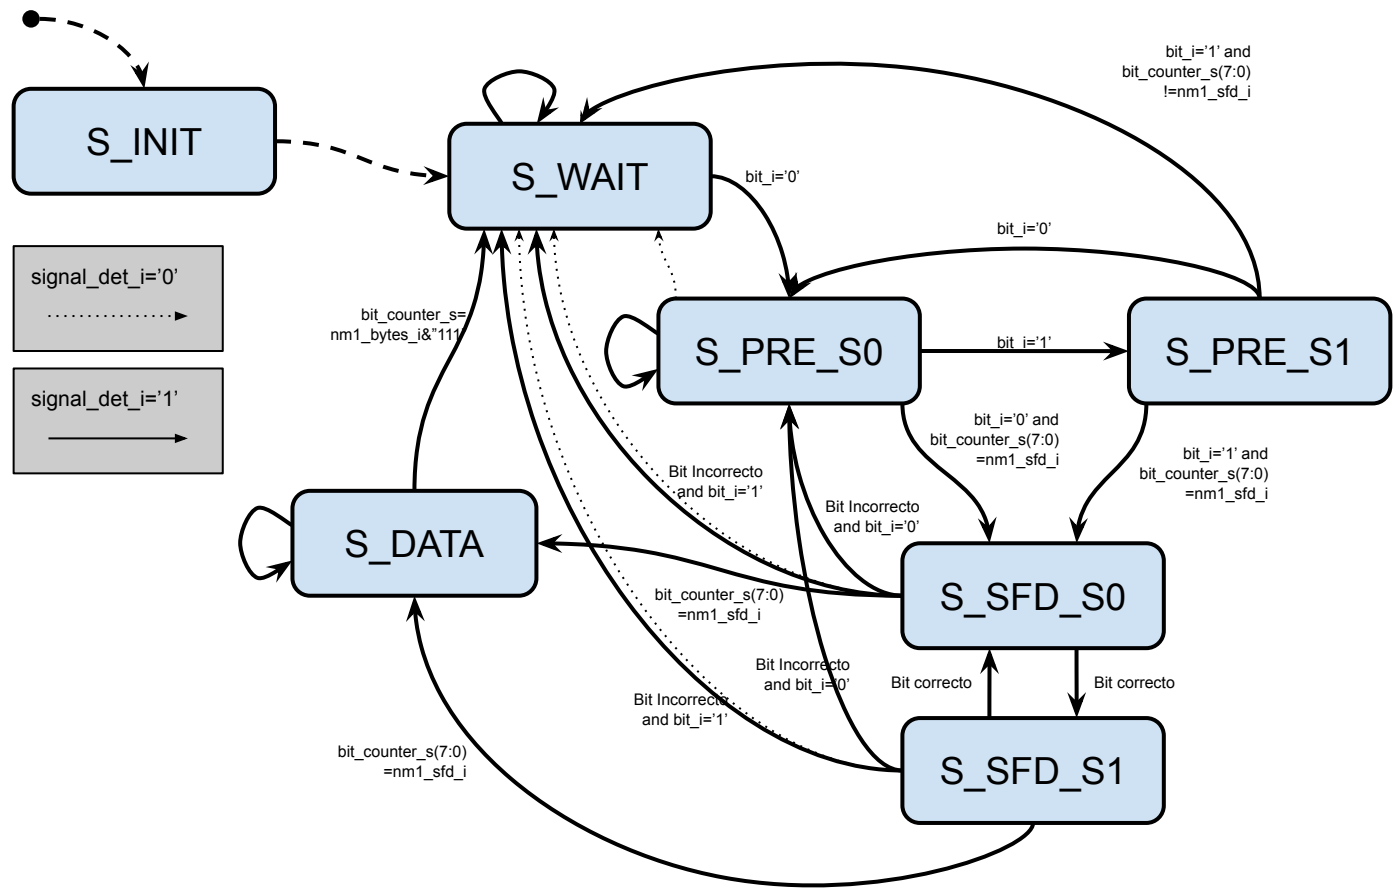 bit_i=’1’ and
bit_counter_s(7:0)
!=nm1_sfd_i
S_INIT
S_WAIT
bit_i=’0’
bit_i=’0’
signal_det_i=’0’
bit_counter_s=
nm1_bytes_i&”111”
S_PRE_S0
bit_i=’1’
S_PRE_S1
signal_det_i=’1’
bit_i=’0’ and
bit_counter_s(7:0)
=nm1_sfd_i
bit_i=’1’ and
bit_counter_s(7:0)
=nm1_sfd_i
Bit Incorrecto
and bit_i=’1’
Bit Incorrecto
and bit_i=’0’
S_DATA
bit_counter_s(7:0)
=nm1_sfd_i
S_SFD_S0
Bit Incorrecto
and bit_i=’0’
Bit correcto
Bit correcto
Bit Incorrecto
and bit_i=’1’
bit_counter_s(7:0)
=nm1_sfd_i
S_SFD_S1